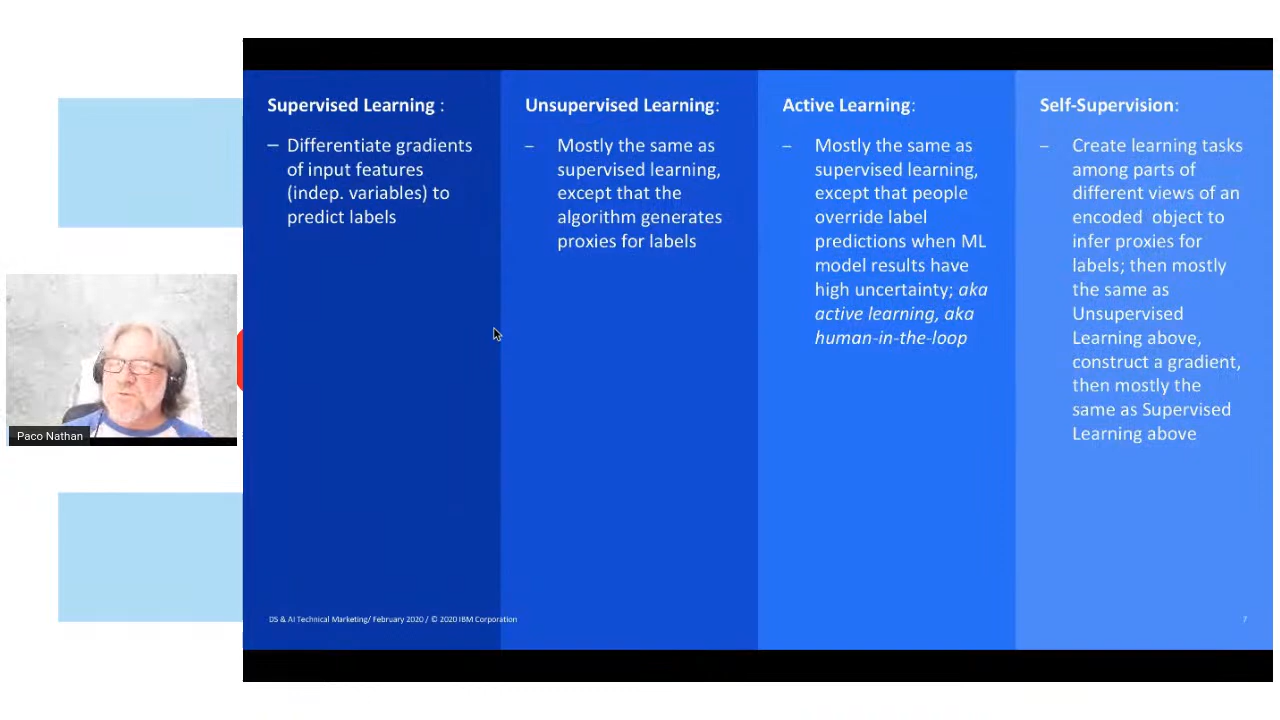 Supervised Learning :
– Differentiate gradients
of input features
(indep. variables) to
predict labels
Unsupervised Learning:
– Mostly the same as
supervised learning,
except that the
algorithm generates
proxies for labels
Active Learning:
– Mostly the same as
supervised learning,
except that people
override label
predictions when ML
model results have
high uncertainty; aka
active learning, aka
human-in-the-loop
Self-Supervision:
– Create learning tasks
among parts of
different views of an
encoded object to
infer proxies for
labels; then mostly
the same as
Unsupervised
Learning above,
construct a gradient,
then mostly the
same as Supervised
Learning above
Paco Nathan
DS & AI Technical Marketing/ February 2020 / © 2020 IBM Corporation
7